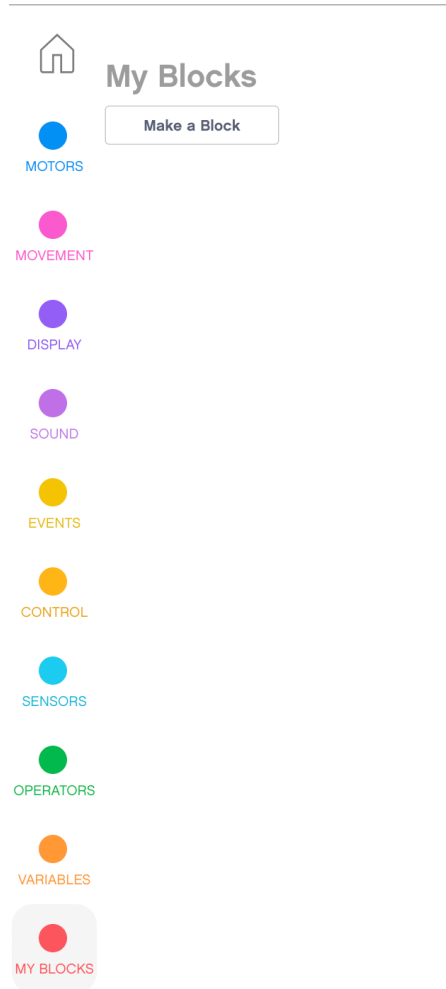 My Blocks
Make a Block
MOTORS
MOVEMENT
DISPLAY
SOUND
EVENTS
CONTROL
SENSORS
OPERATORS
VARIABLES
MY BLOCKS